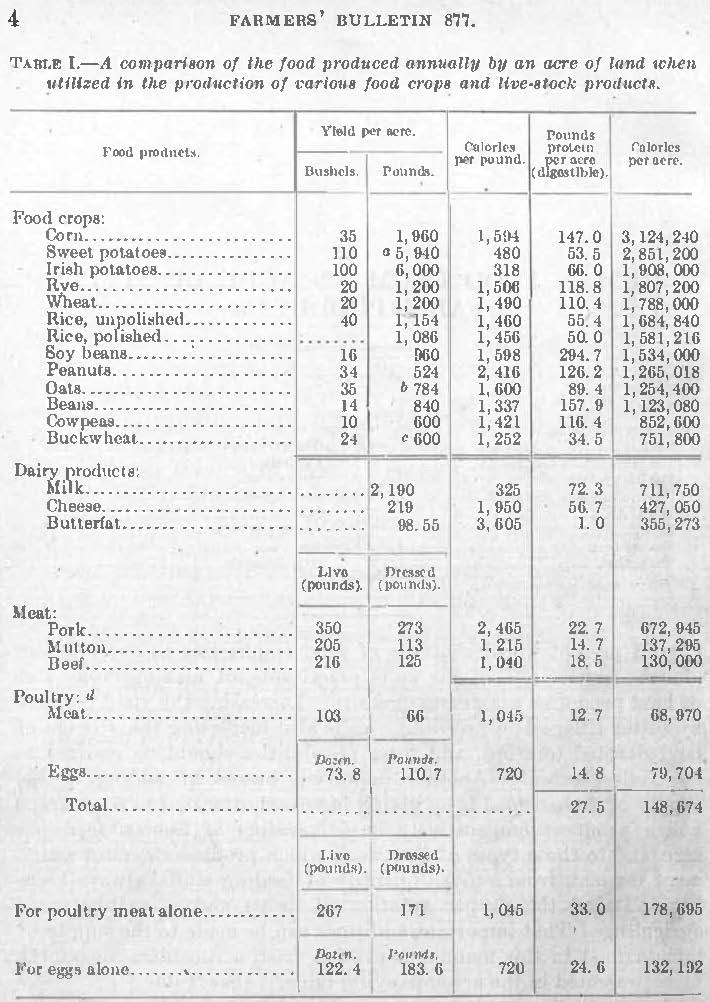 4 FARMERS' BULLETIN 877.
TABLE I.—A comparison of the food produced annually by an acre of land when
utilized in the production of various food crops and live-stock products.
Food products. Yield per acre. Calories per pound. Pounds protein per acre (digestible). Calories per acre.
Bushels. Pounds.
Food crops:
Corn 35 1,960 1,594 147.0 3,124,240
Sweet potatoes 110 a 5,940 480 53.5 2,851,200
Irish potatoes 100 6,000 318 66.0 1,908,000
Rye 20 1,200 1,506 118.8 1,807,200
Wheat 20 1,200 1,490 110.4 1,788,000
Rice, unpolished 40 1,154 1,460 55.4 1,684,840
Rice, polished ........ 1,086 1,456 50.0 1,581,216
Soy beans 16 960 1,598 294.7 1,534,000
Peanuts 34 524 2,416 126.2 1,265,018
Oats 35 b 784 1,600 89.4 1,254,400
Beans 14 840 1,337 157.9 1,123,080
Cowpeas 10 600 1,421 116.4 852,600
Buckwheat 24 c 600 1,252 34.5 751,800
Dairy products:
Milk ........ 2,190 325 72.3 711,750
Cheese ........ 219 1,950 56.7 427,050
Butterfat ........ 98.55 3,605 1.0 355,273
Live (pounds). Dressed (pounds).
Meat:
Pork 350 273 2,465 22.7 672,945
Mutton 205 113 1,215 14.7 137,295
Beef 216 125 1,040 18.5 130,000
Poultry: d
Meat 103 66 1,045 12.7 68,970
Dozen. Pounds.
Eggs 73.8 110.7 720 14.8 79,704
Total ........ 27.5 148,674
Live (pounds). Dressed (pounds).
For poultry meat alone 267 171 1,045 33.0 178,695
Dozen. Pounds.
For eggs alone 122.4 183.6 720 24.6 132,192